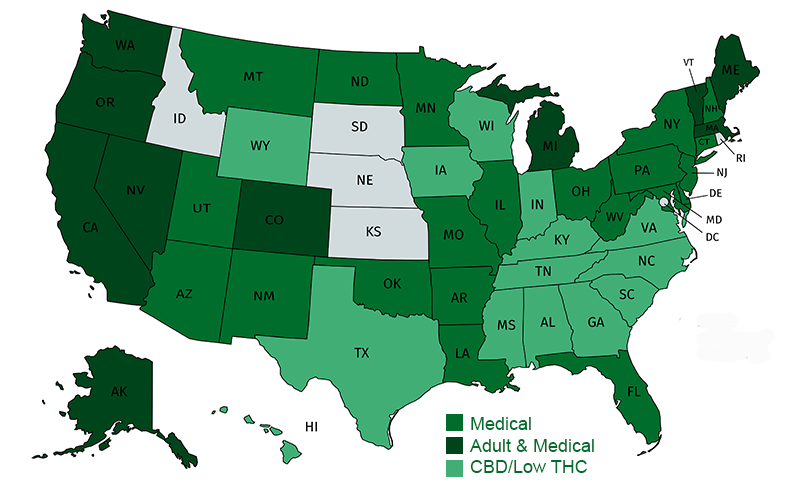 WA
MT
ND
MN
OR
ID
SD
WI
MI
VT
ME
NH
NY
MA
CT
RI
WY
IA
NE
PA
NJ
NV
UT
CO
KS
IL
IN
OH
DE
MD
DC
WV
VA
CA
MO
KY
NC
TN
AZ
NM
OK
AR
SC
MS
AL
GA
TX
LA
FL
AK
HI
Medical
Adult & Medical
CBD/Low THC